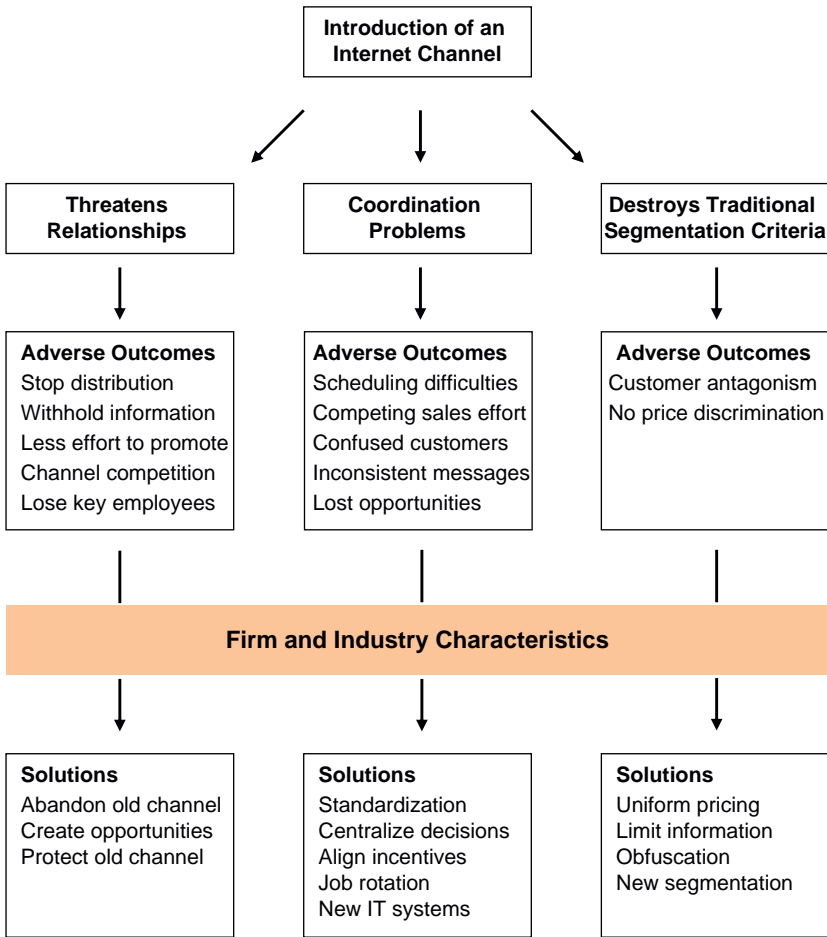 Introduction of an
Internet Channel
Threatens
Relationships
Coordination
Problems
Destroys Traditional
Segmentation Criteria
Adverse Outcomes
Stop distribution
Withhold information
Less effort to promote
Channel competition
Lose key employees
Adverse Outcomes
Scheduling difficulties
Competing sales effort
Confused customers
Inconsistent messages
Lost opportunities
Adverse Outcomes
Customer antagonism
No price discrimination
Firm and Industry Characteristics
Solutions
Abandon old channel
Create opportunities
Protect old channel
Solutions
Standardization
Centralize decisions
Align incentives
Job rotation
New IT systems
Solutions
Uniform pricing
Limit information
Obfuscation
New segmentation